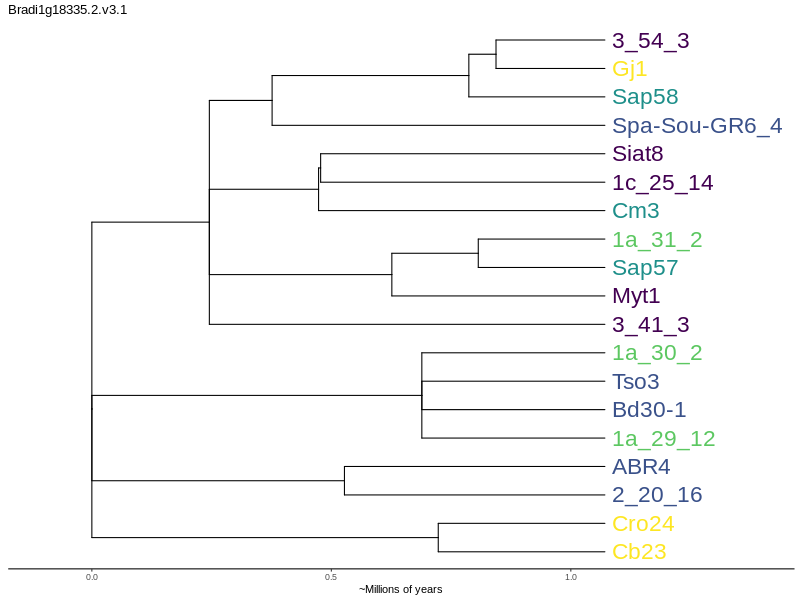 Bradi1g18335.2.v3.1
3_54_3
Gj1
Sap58
Spa-Sou-GR6_4
Siat8
1c_25_14
Cm3
1a_31_2
Sap57
Myt1
3_41_3
1a_30_2
Tso3
Bd30-1
1a_29_12
ABR4
2_20_16
Cro24
Cb23
0.0 0.5 1.0
~Millions of years